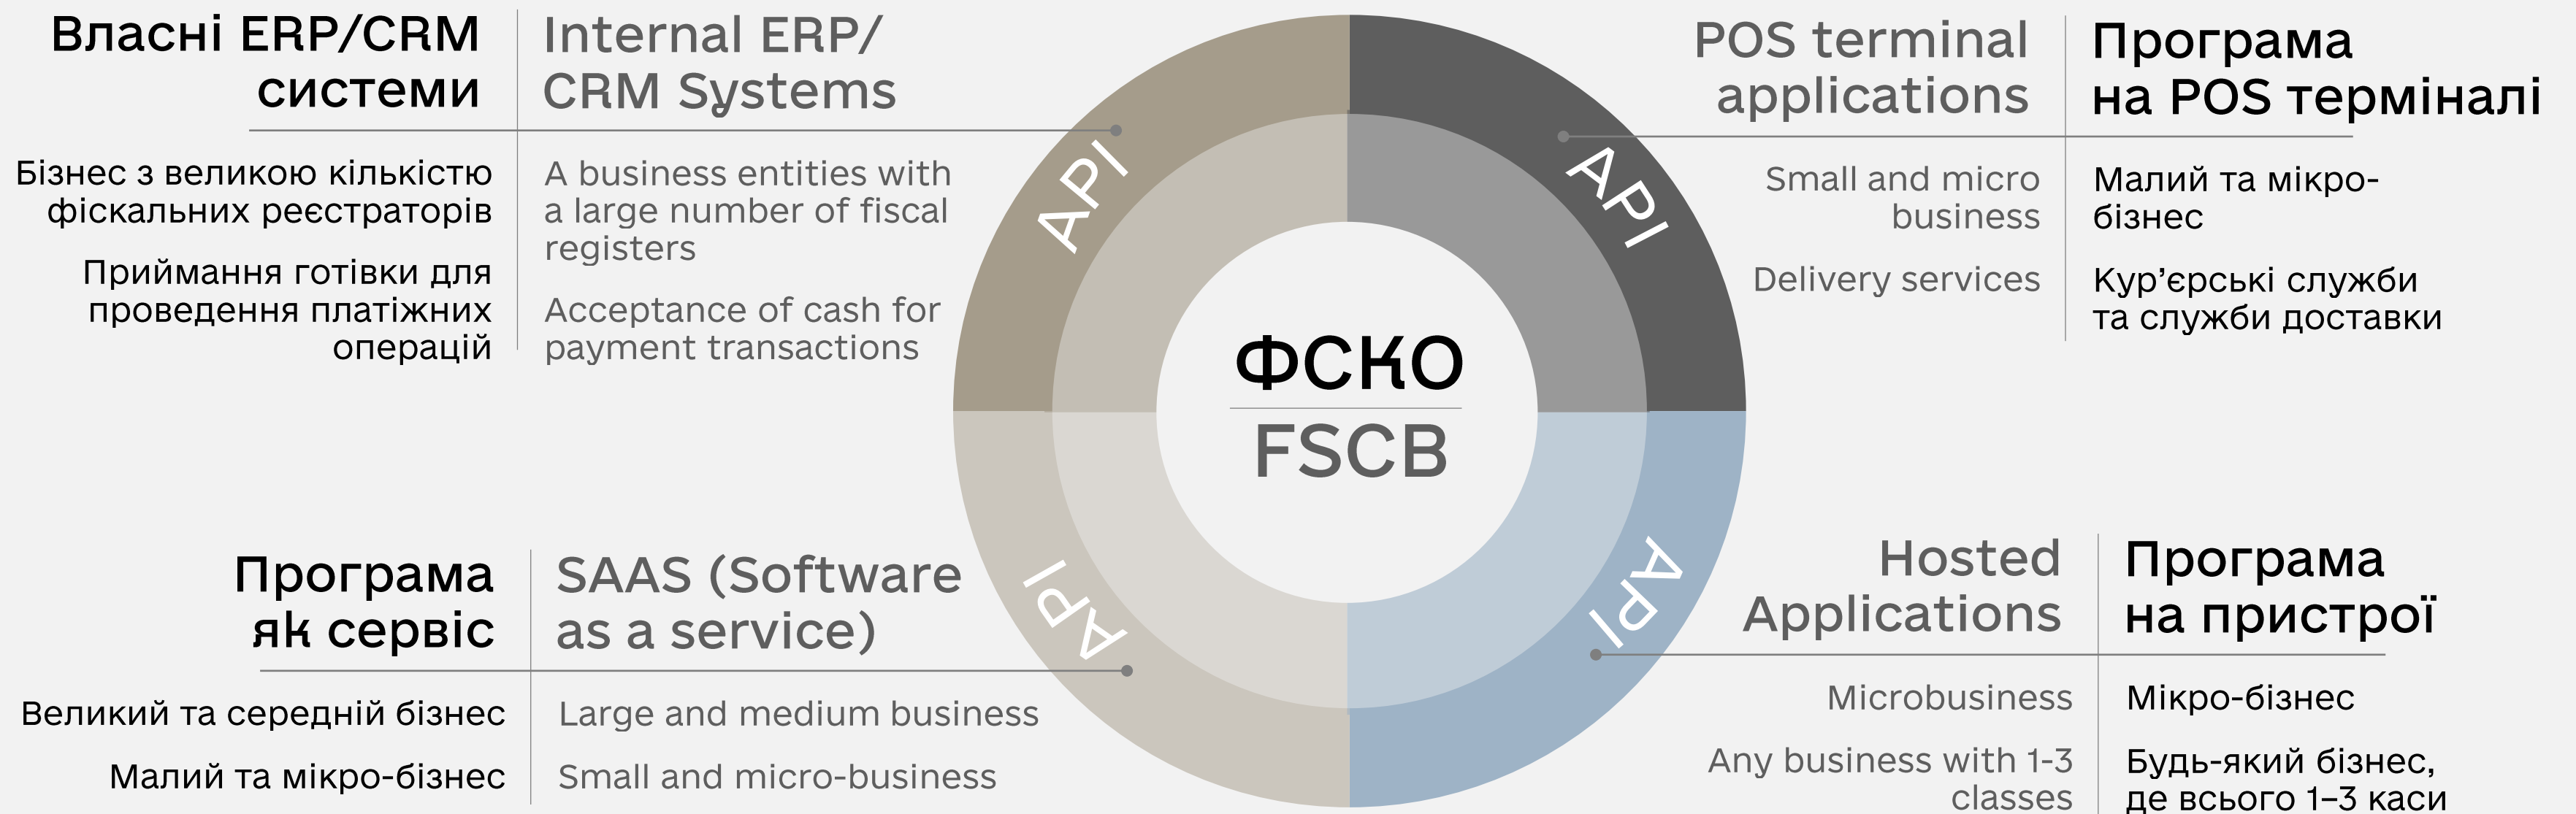 Власні ERP/CRM
системи
Бізнес з великою кількістю
фіскальних реєстраторів
Приймання готівки для
проведення платіжних
операцій
Internal ERP/
CRM Systems
A business entities with
a large number of fiscal
registers
Acceptance of cash for
payment transactions
API
API
POS terminal
applications
Small and micro
business
Delivery services
Програма
на POS терміналі
Малий та мікро-
бізнес
Кур’єрські служби
та служби доставки
ФСКО
FSCB
Програма
як сервіс
Великий та середній бізнес
Малий та мікро-бізнес
SAAS (Software
as a service)
Large and medium business
Small and micro-business
API
API
Hosted
Applications
Microbusiness
Any business with 1-3
classes
Програма
на пристрої
Мікро-бізнес
Будь-який бізнес,
де всього 1–3 каси